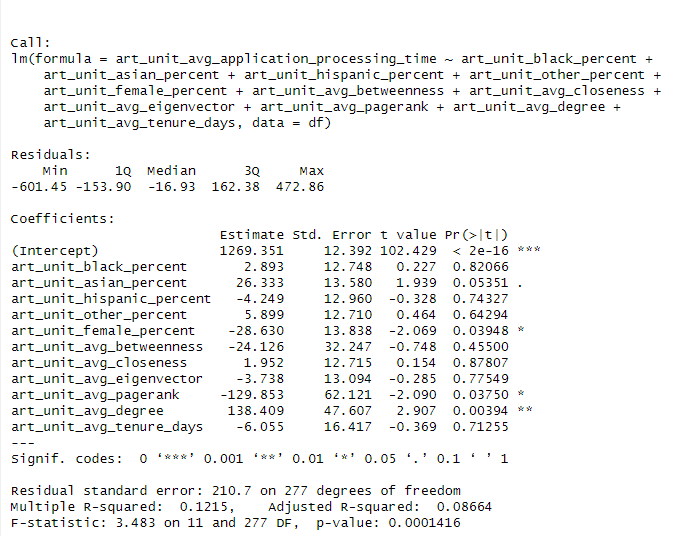 Call:
lm(formula = art_unit_avg_application_processing_time ~ art_unit_black_percent +
    art_unit_asian_percent + art_unit_hispanic_percent + art_unit_other_percent +
    art_unit_female_percent + art_unit_avg_betweenness + art_unit_avg_closeness +
    art_unit_avg_eigenvector + art_unit_avg_pagerank + art_unit_avg_degree +
    art_unit_avg_tenure_days, data = df)
Residuals:
    Min      1Q  Median      3Q     Max
-601.45 -153.90  -16.93  162.38  472.86
Coefficients:
                          Estimate Std. Error t value Pr(>|t|)
(Intercept)               1269.351     12.392 102.429  < 2e-16 ***
art_unit_black_percent       2.893     12.748   0.227  0.82066
art_unit_asian_percent      26.333     13.580   1.939  0.05351 .
art_unit_hispanic_percent   -4.249     12.960  -0.328  0.74327
art_unit_other_percent       5.899     12.710   0.464  0.64294
art_unit_female_percent    -28.630     13.838  -2.069  0.03948 *
art_unit_avg_betweenness   -24.126     32.247  -0.748  0.45500
art_unit_avg_closeness       1.952     12.715   0.154  0.87807
art_unit_avg_eigenvector    -3.738     13.094  -0.285  0.77549
art_unit_avg_pagerank     -129.853     62.121  -2.090  0.03750 *
art_unit_avg_degree        138.409     47.607   2.907  0.00394 **
art_unit_avg_tenure_days    -6.055     16.417  -0.369  0.71255
---
Signif. codes:  0 ‘***’ 0.001 ‘**’ 0.01 ‘*’ 0.05 ‘.’ 0.1 ‘ ’ 1
Residual standard error: 210.7 on 277 degrees of freedom
Multiple R-squared:  0.1215,    Adjusted R-squared:  0.08664
F-statistic: 3.483 on 11 and 277 DF,  p-value: 0.0001416